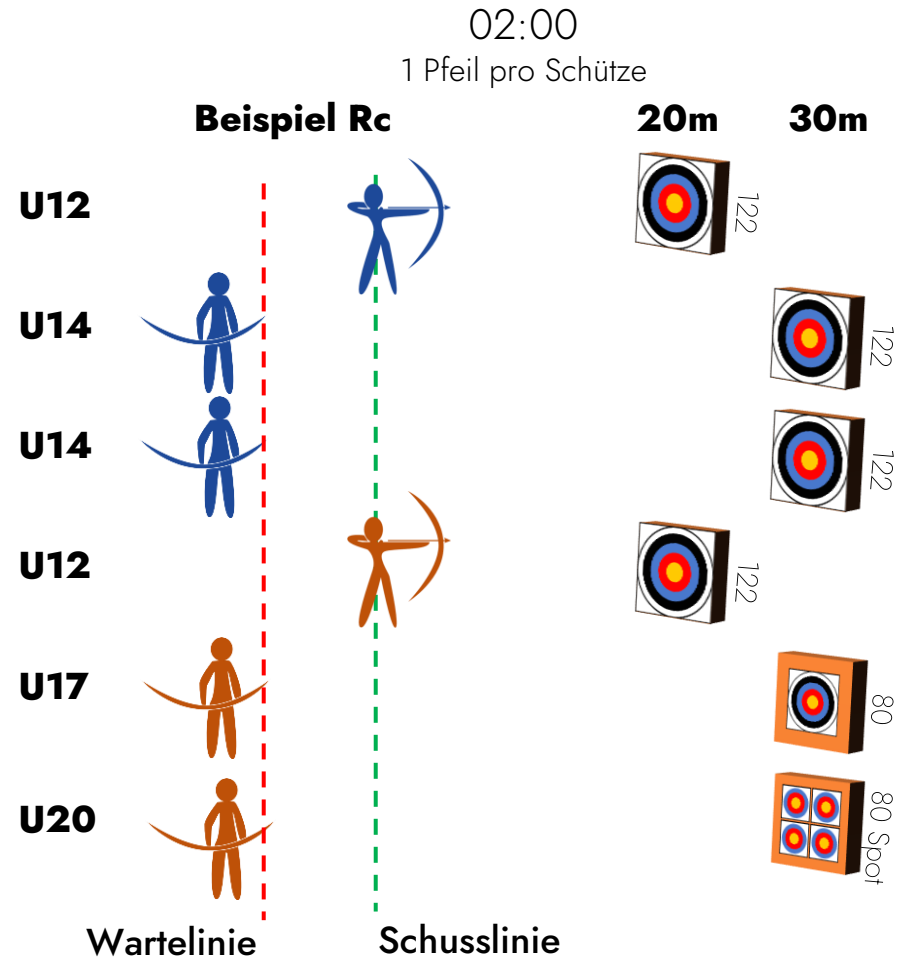 02:00
1 Pfeil pro Schütze
Beispiel Rc 20m 30m
U12 122
U14 122
U14 122
U12 122
U17 80
U20 80 Spot
Wartelinie Schusslinie